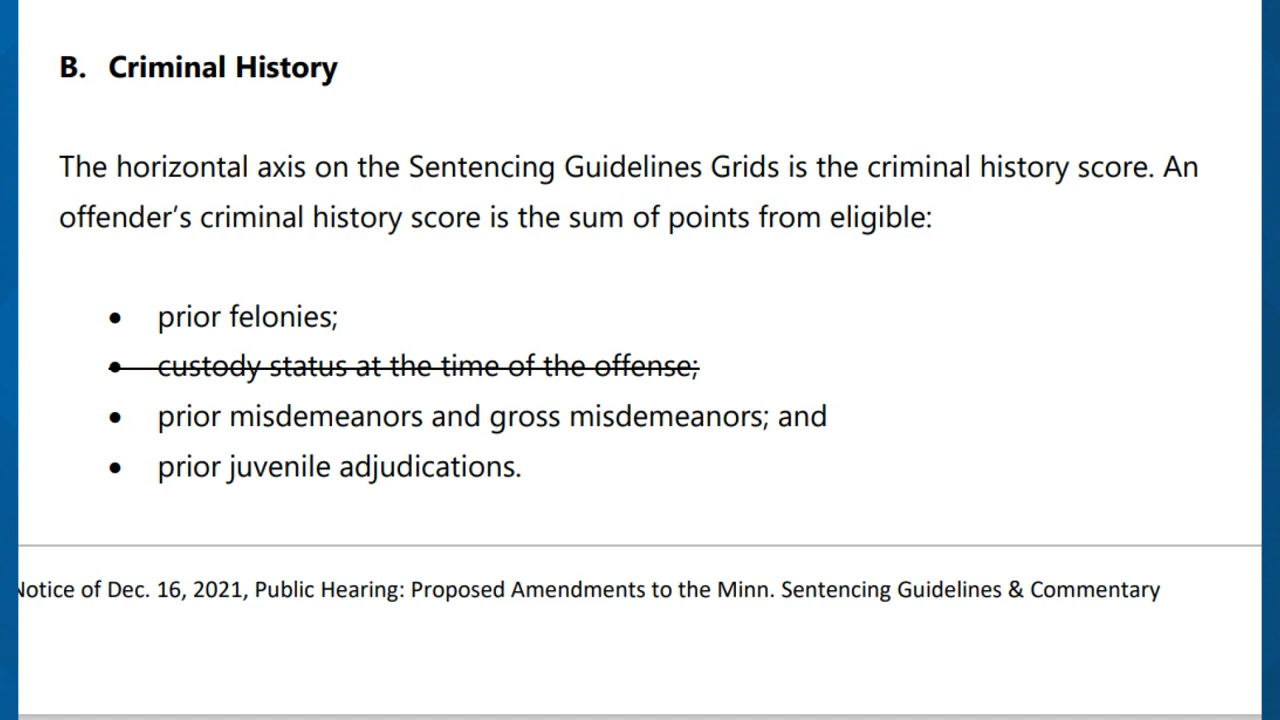 B. Criminal History
The horizontal axis on the Sentencing Guidelines Grids is the criminal history score. An
offender's criminal history score is the sum of points from eligible:
• prior felonies;
• custody status at the time of the offense;
• prior misdemeanors and gross misdemeanors; and
• prior juvenile adjudications.
Notice of Dec. 16, 2021, Public Hearing: Proposed Amendments to the Minn. Sentencing Guidelines & Commentary